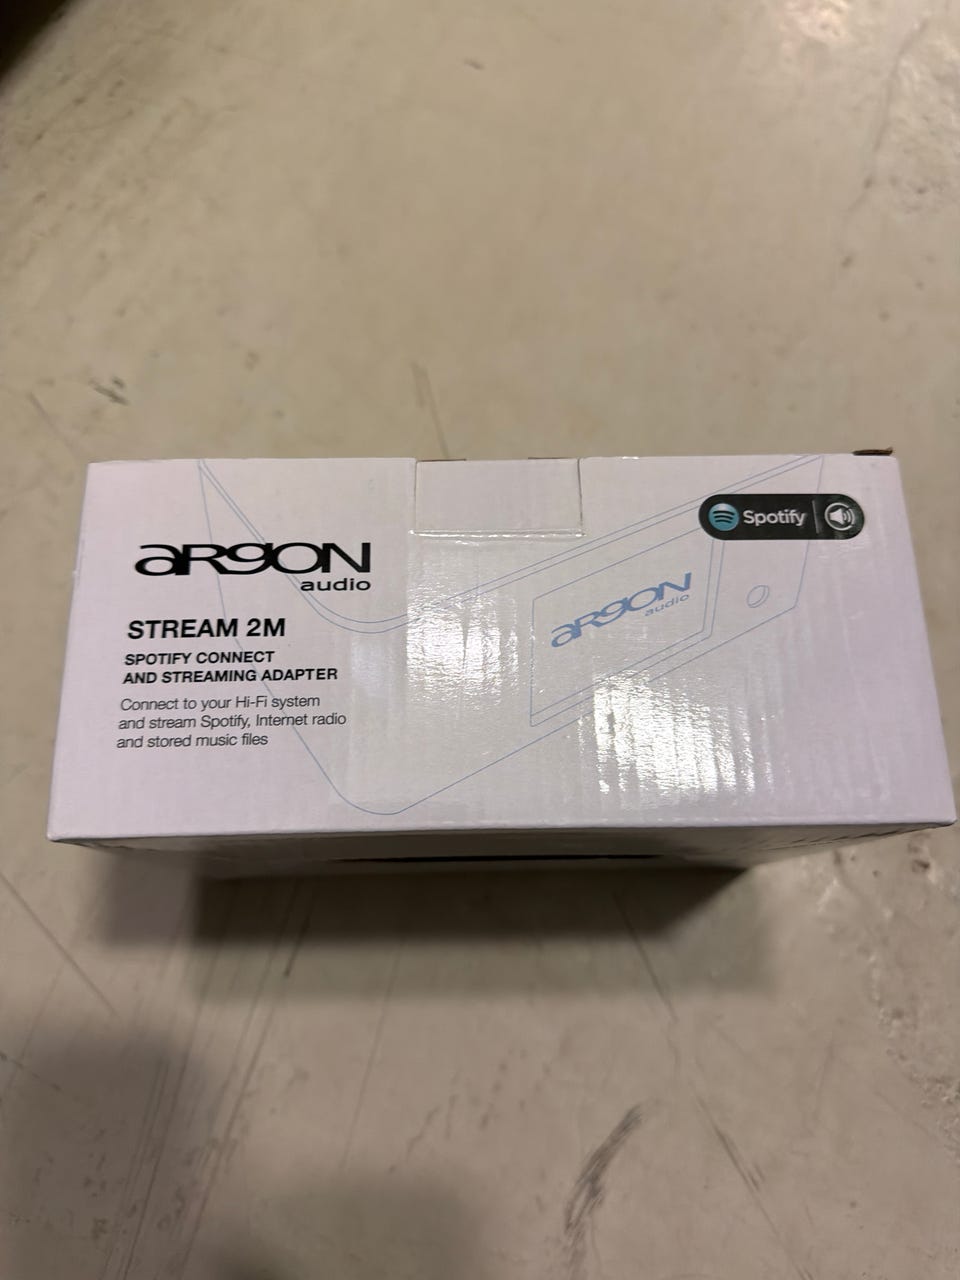 ARGON
audio
STREAM 2M
SPOTIFY CONNECT
AND STREAMING ADAPTER
Connect to your Hi-Fi system
and stream Spotify, Internet radio
and stored music files
ARGON
audio
Spotify